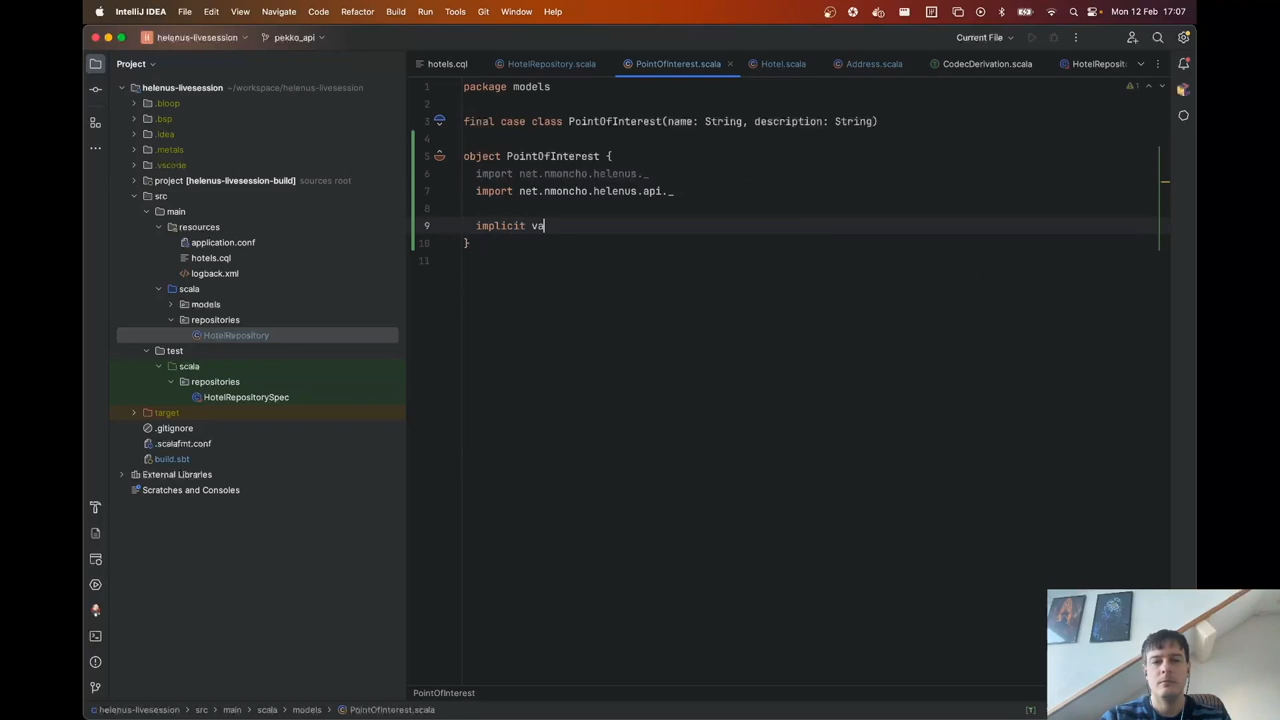 IntelliJ IDEA File Edit View Navigate Code Refactor Build Run Tools Git Window Help Mon 12 Feb 17:07
helenus-livesession pekko_api Current File
Project
hotels.cql HotelRepository.scala PointOfInterest.scala Hotel.scala Address.scala CodecDerivation.scala HotelReposit
helenus-livesession ~/workspace/helenus-livesession
.bloop
.bsp
.idea
.metals
.vscode
project [helenus-livesession-build] sources root
src
main
resources
application.conf
hotels.cql
logback.xml
scala
models
repositories
HotelRepository
test
scala
repositories
HotelRepositorySpec
target
.gitignore
.scalafmt.conf
build.sbt
External Libraries
Scratches and Consoles
1 package models
2
3 final case class PointOfInterest(name: String, description: String)
4
5 object PointOfInterest {
6 import net.nmoncho.helenus._
7 import net.nmoncho.helenus.api._
8
9 implicit va
10 }
11
1
PointOfInterest
helenus-livesession > src > main > scala > models > PointOfInterest.scala